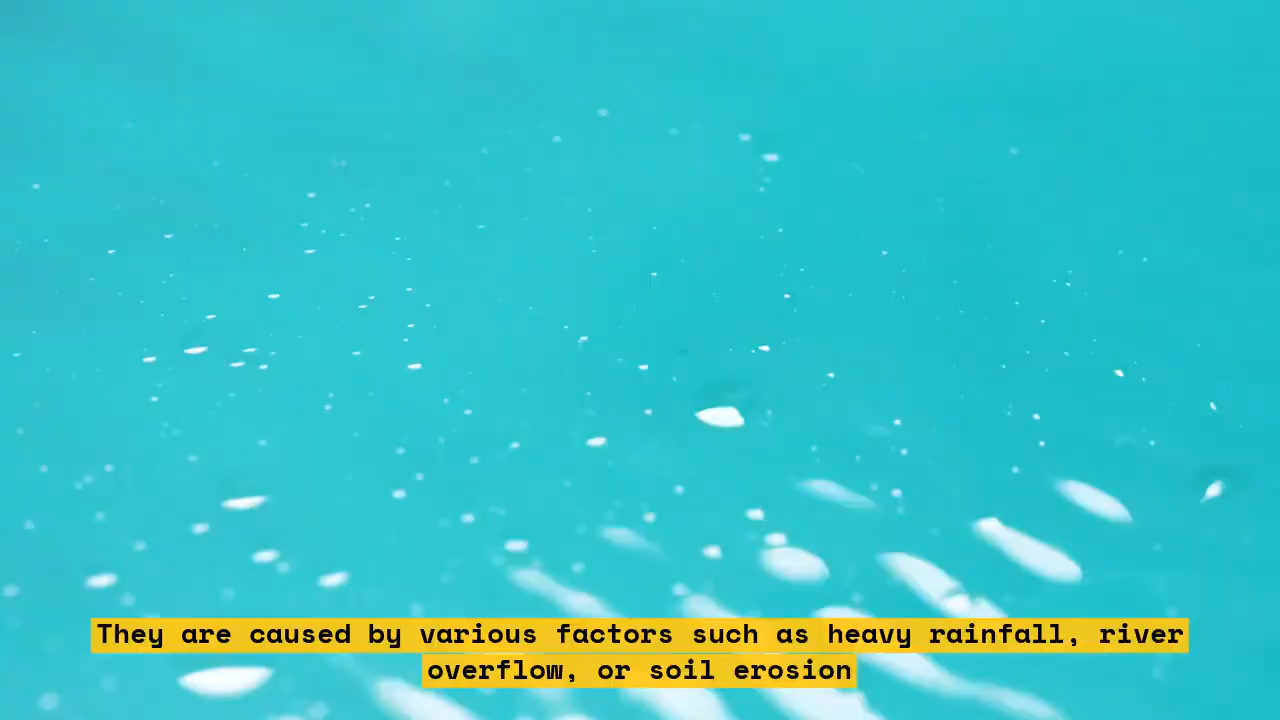 They are caused by various factors such as heavy rainfall, river
overflow, or soil erosion